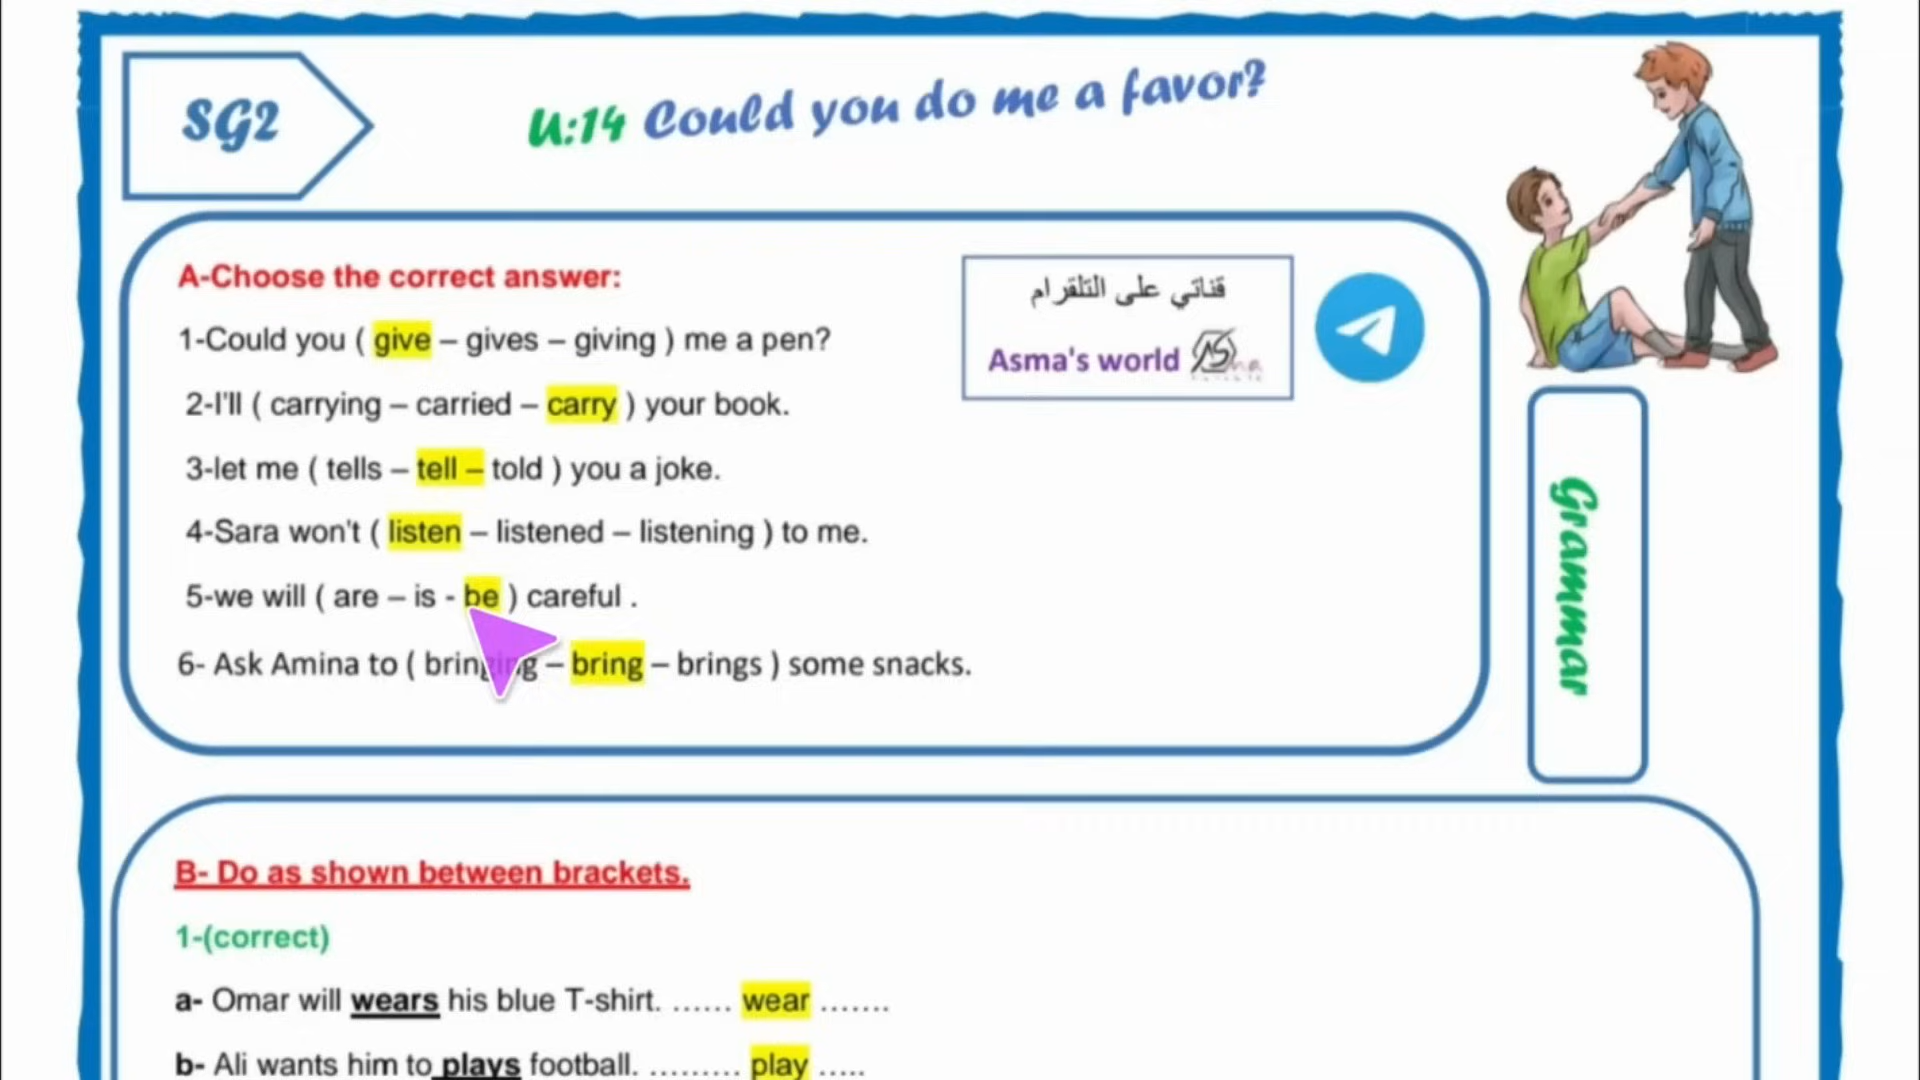 SG2
U:14 Could you do me a favor?
A-Choose the correct answer:
1-Could you ( give – gives – giving ) me a pen?
2-I'll ( carrying – carried – carry ) your book.
3-let me ( tells – tell – told ) you a joke.
4-Sara won't ( listen – listened – listening ) to me.
5-we will ( are – is - be ) careful .
6- Ask Amina to ( bringing – bring – brings ) some snacks.
قناتي على التلقرام
Asma's world
Grammar
B- Do as shown between brackets.
1-(correct)
a- Omar will wears his blue T-shirt. ...... wear .......
b- Ali wants him to plays football. ......... play .....